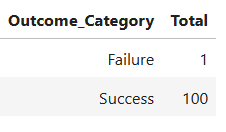 Outcome_Category Total
Failure 1
Success 100